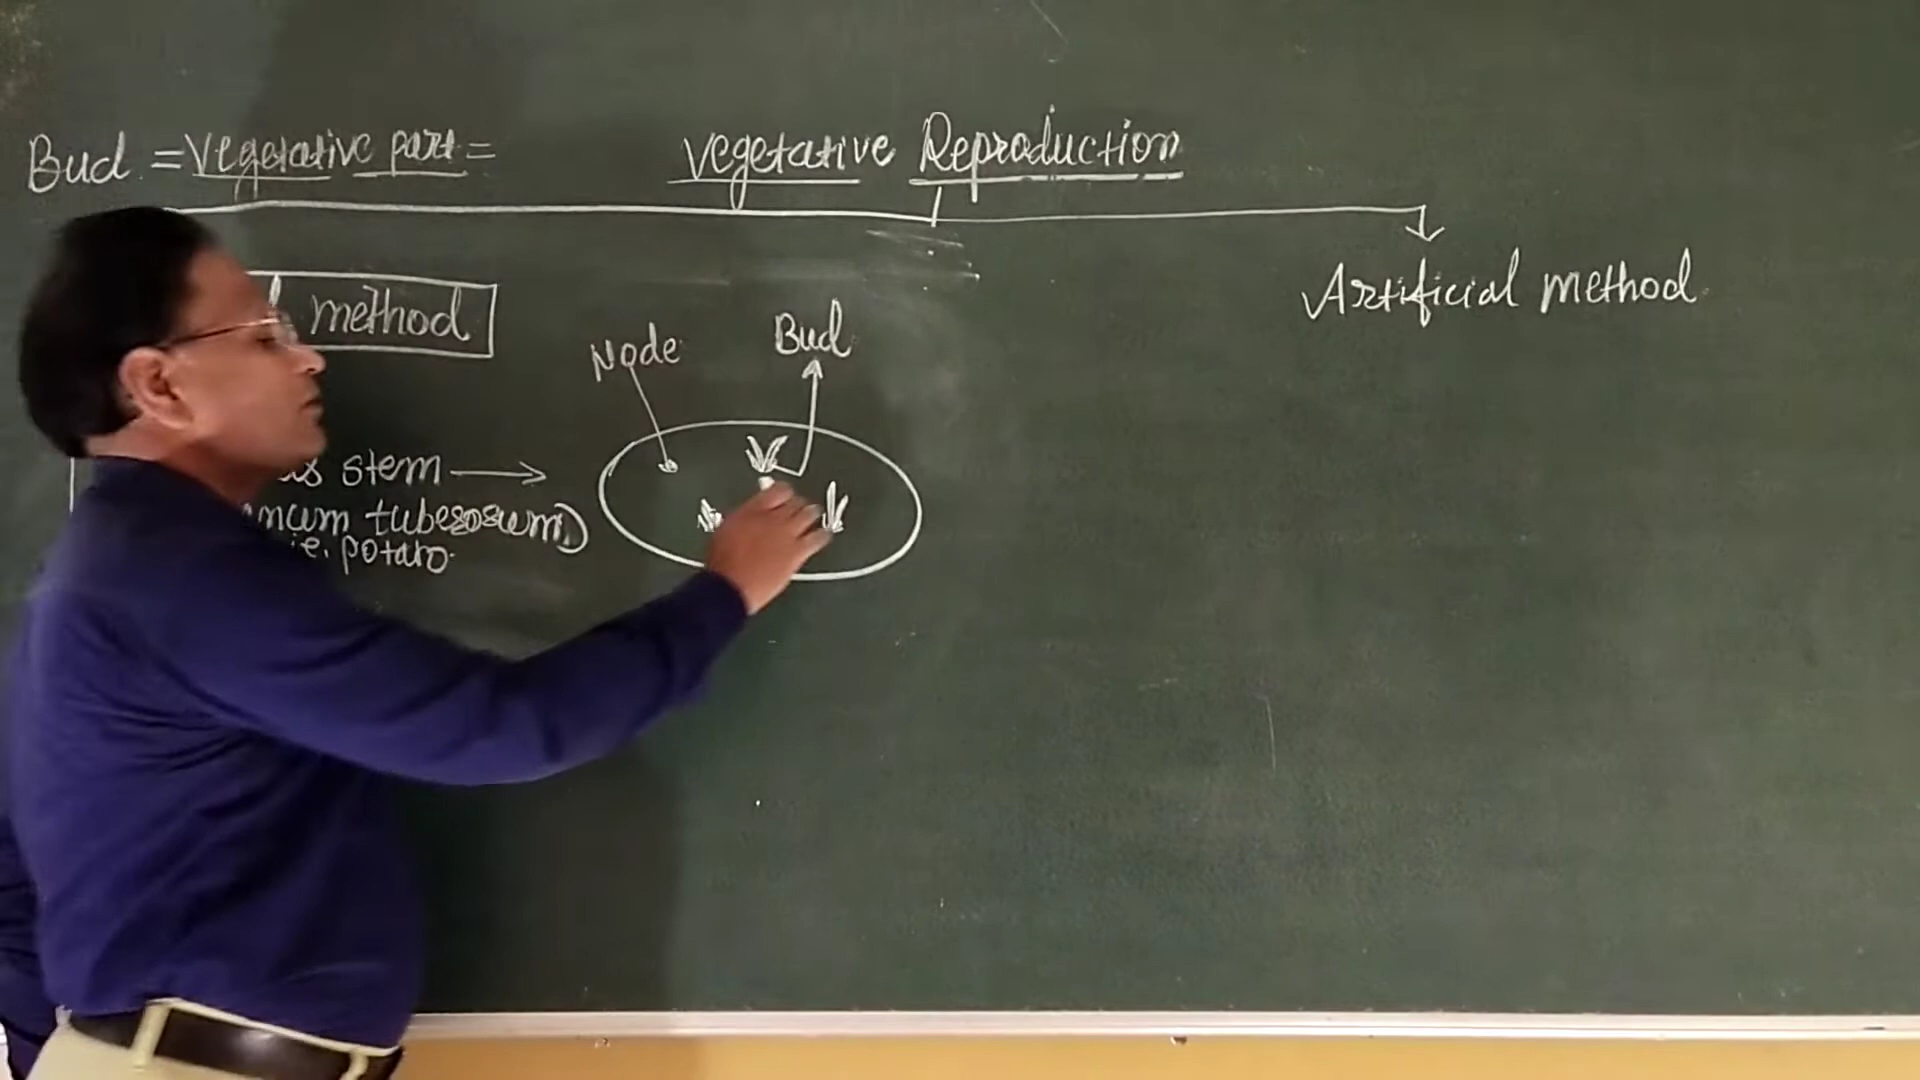 Bud = Vegetative part =
vegetative Reproduction
method
Artificial method
Node
Bud
stem
tuberosum)
i.e. potato